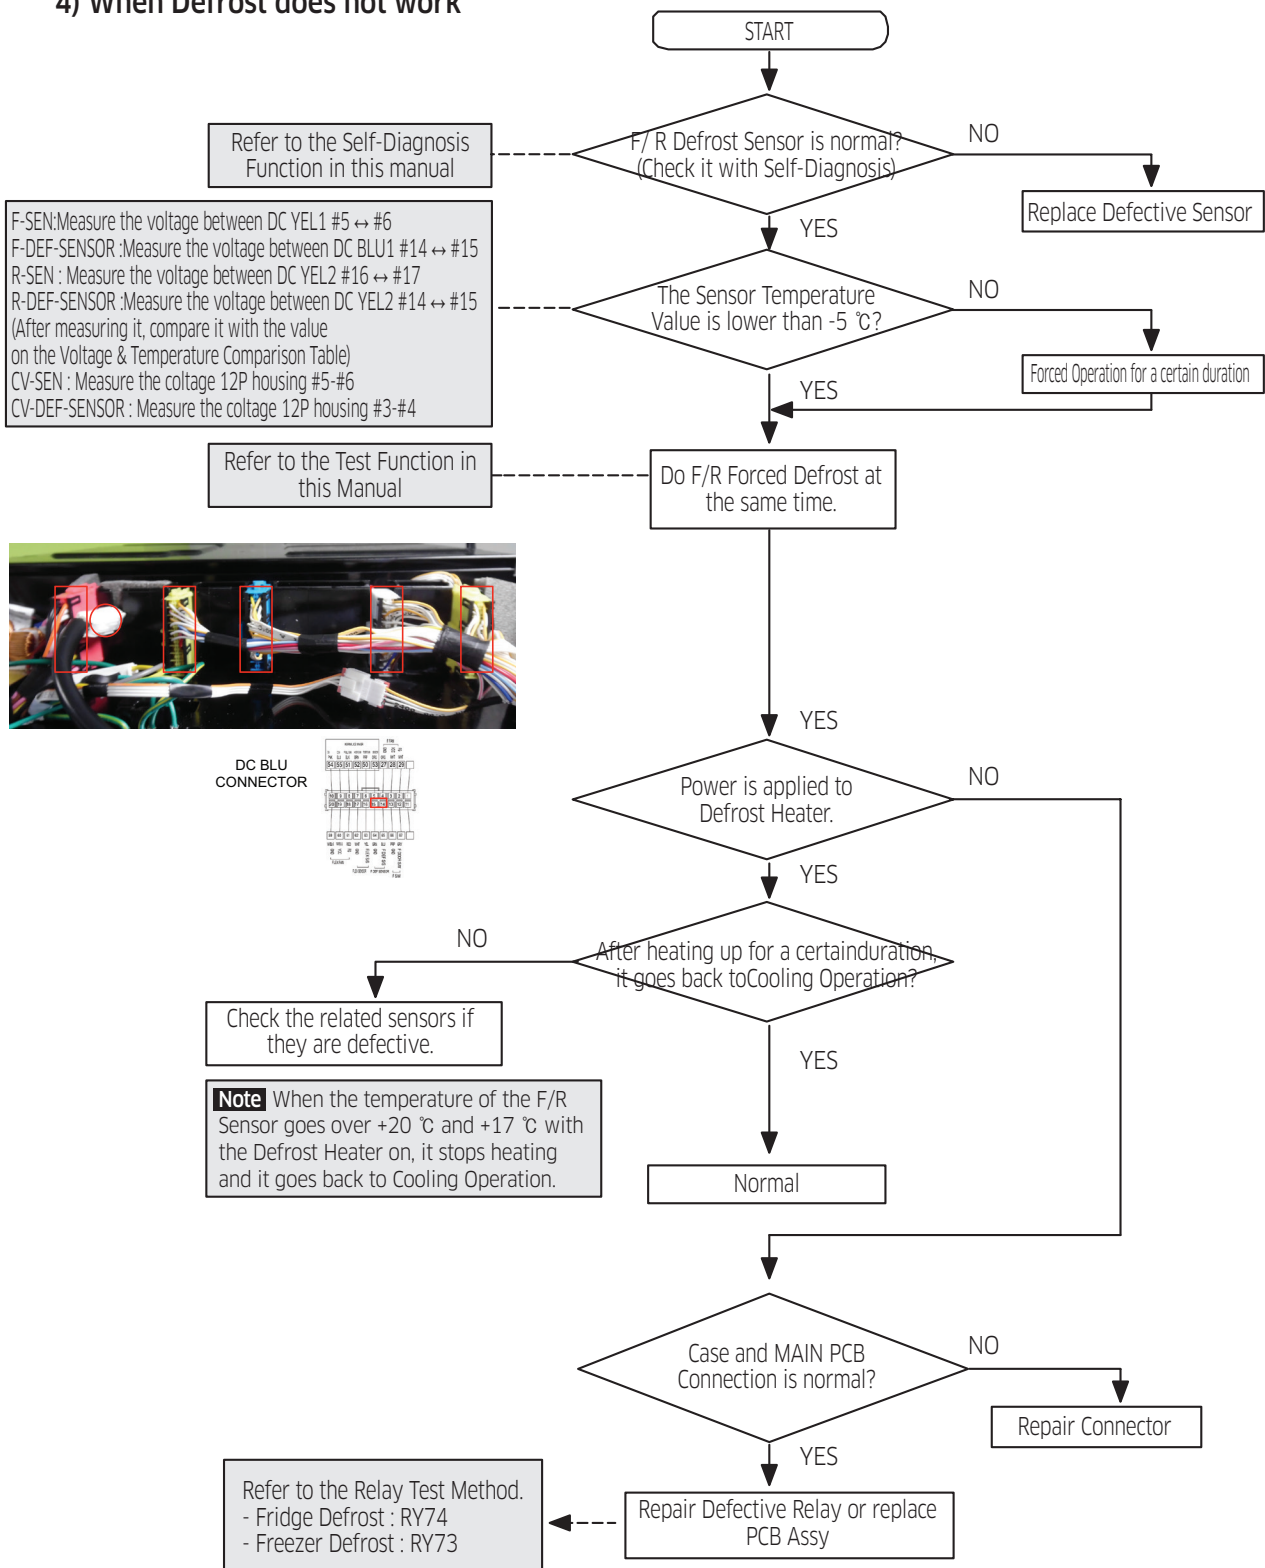 4) When Defrost does not work
START
F/ R Defrost Sensor is normal?
(Check it with Self-Diagnosis)
NO
Refer to the Self-Diagnosis
Function in this manual
Replace Defective Sensor
YES
F-SEN:Measure the voltage between DC YEL1 #5 ↔ #6
F-DEF-SENSOR :Measure the voltage between DC BLU1 #14 ↔ #15
R-SEN : Measure the voltage between DC YEL2 #16 ↔ #17
R-DEF-SENSOR :Measure the voltage between DC YEL2 #14 ↔ #15
(After measuring it, compare it with the value
on the Voltage & Temperature Comparison Table)
CV-SEN : Measure the coltage 12P housing #5-#6
CV-DEF-SENSOR : Measure the coltage 12P housing #3-#4
The Sensor Temperature
Value is lower than -5 ℃?
NO
Forced Operation for a certain duration
YES
Refer to the Test Function in
this Manual
Do F/R Forced Defrost at
the same time.
YES
DC BLU
CONNECTOR
54 55 51 52 50 53 27 28 29
Power is applied to
Defrost Heater.
NO
YES
After heating up for a certainduration,
it goes back toCooling Operation?
NO
Check the related sensors if
they are defective.
YES
Note When the temperature of the F/R
Sensor goes over +20 ℃ and +17 ℃ with
the Defrost Heater on, it stops heating
and it goes back to Cooling Operation.
Normal
Case and MAIN PCB
Connection is normal?
NO
Repair Connector
YES
Refer to the Relay Test Method.
- Fridge Defrost : RY74
- Freezer Defrost : RY73
Repair Defective Relay or replace
PCB Assy